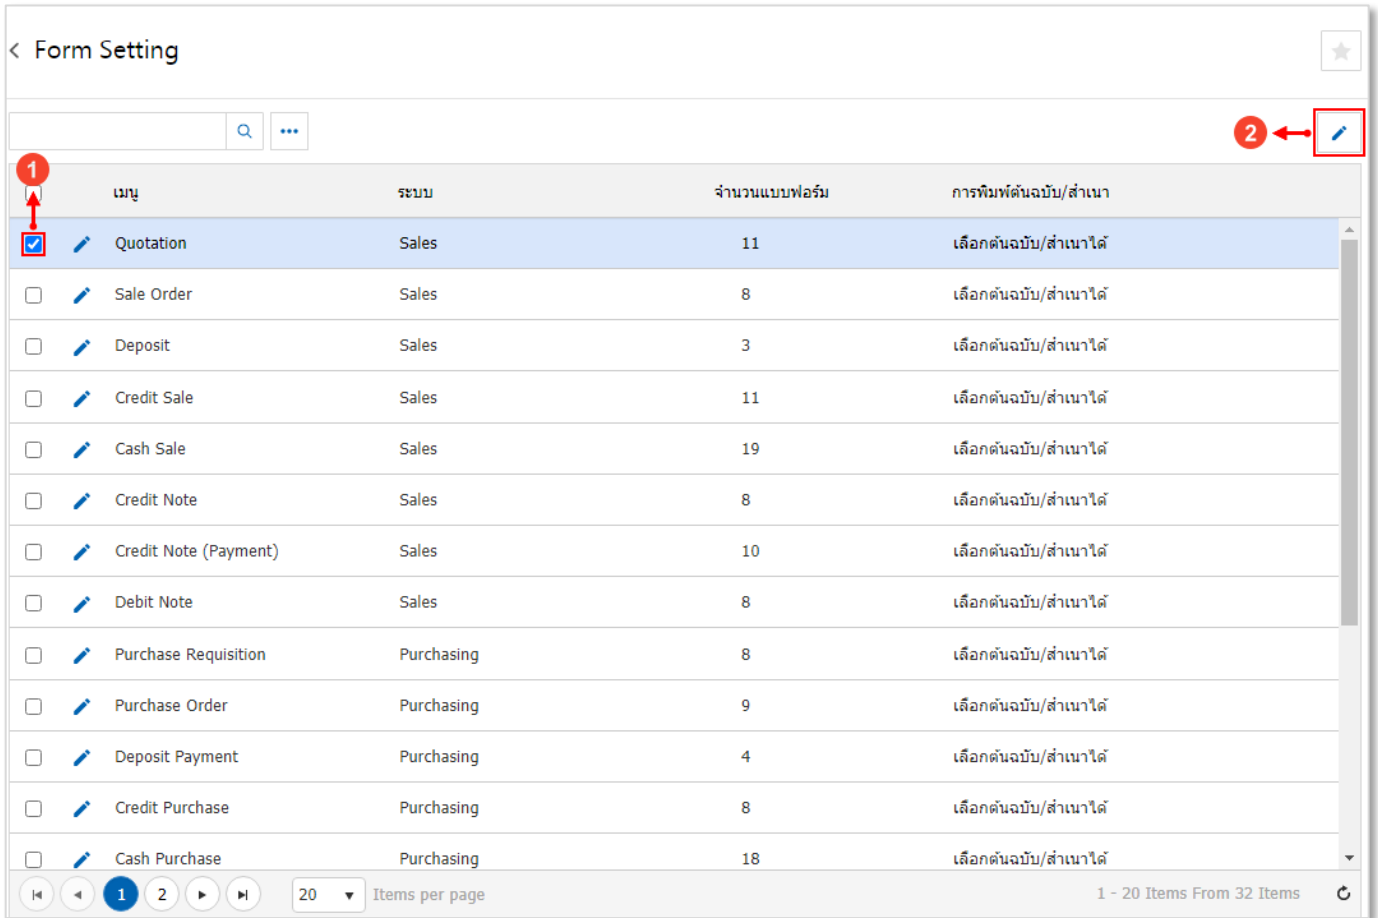 Form Setting
2
1
เมนู ระบบ จำนวนแบบฟอร์ม การพิมพ์ต้นฉบับ/สำเนา
Quotation Sales 11 เลือกต้นฉบับ/สำเนาได้
Sale Order Sales 8 เลือกต้นฉบับ/สำเนาได้
Deposit Sales 3 เลือกต้นฉบับ/สำเนาได้
Credit Sale Sales 11 เลือกต้นฉบับ/สำเนาได้
Cash Sale Sales 19 เลือกต้นฉบับ/สำเนาได้
Credit Note Sales 8 เลือกต้นฉบับ/สำเนาได้
Credit Note (Payment) Sales 10 เลือกต้นฉบับ/สำเนาได้
Debit Note Sales 8 เลือกต้นฉบับ/สำเนาได้
Purchase Requisition Purchasing 8 เลือกต้นฉบับ/สำเนาได้
Purchase Order Purchasing 9 เลือกต้นฉบับ/สำเนาได้
Deposit Payment Purchasing 4 เลือกต้นฉบับ/สำเนาได้
Credit Purchase Purchasing 8 เลือกต้นฉบับ/สำเนาได้
Cash Purchase Purchasing 18 เลือกต้นฉบับ/สำเนาได้
1 2 20 Items per page 1 - 20 Items From 32 Items